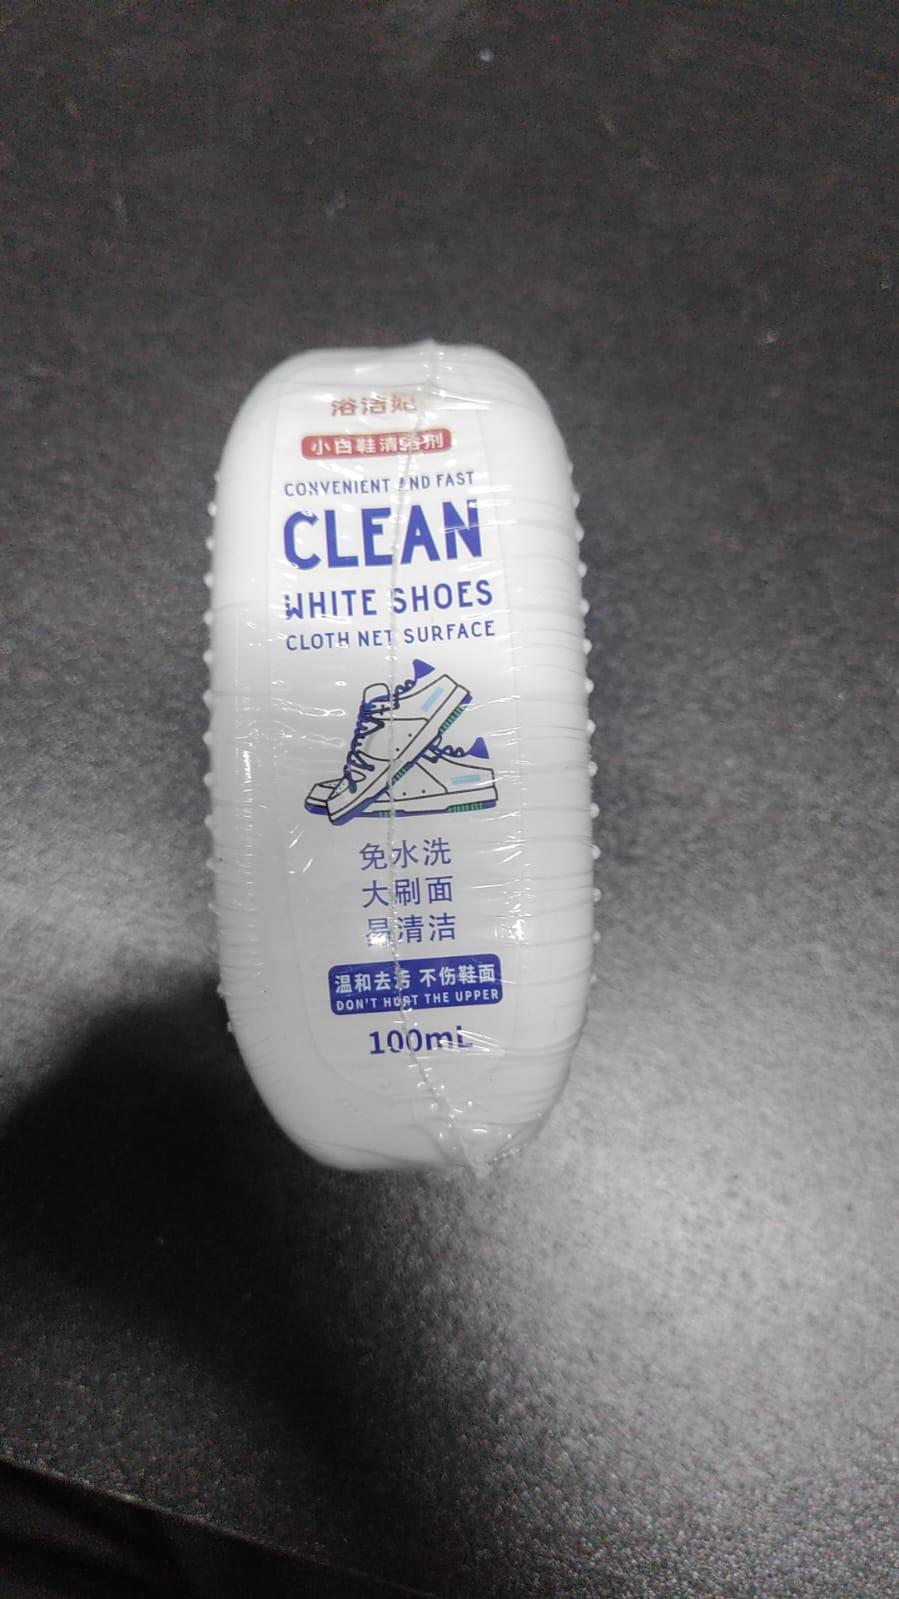 浴洁妃
小白鞋清洁剂
CONVENIENT AND FAST
CLEAN
WHITE SHOES
CLOTH NET SURFACE
免水洗
大刷面
易清洁
温和去污 不伤鞋面
DON'T HURT THE UPPER
100mL